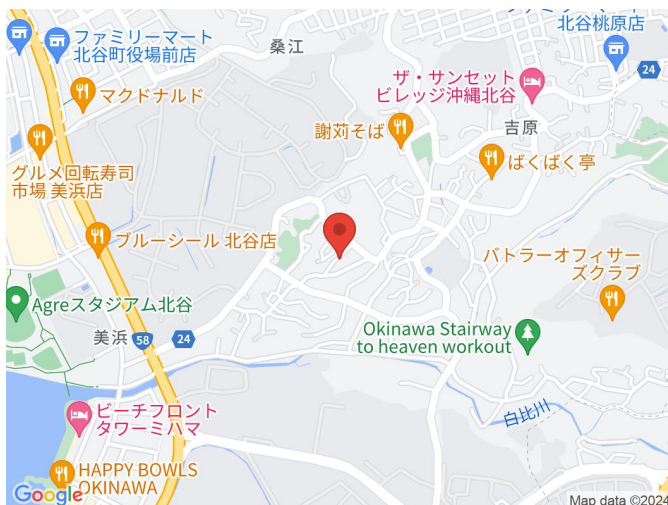 ファミリーマート
北谷町役場前店
桑江
北谷桃原店
24
ザ・サンセット
ビレッジ沖縄北谷
マクドナルド
謝苅そば
吉原
ばくばく亭
グルメ回転寿司
市場 美浜店
ブルーシール 北谷店
バトラーオフィサー
ズクラブ
Agreスタジアム北谷
Okinawa Stairway
to heaven workout
美浜
58
24
白比川
ビーチフロント
タワーミハマ
HAPPY BOWLS
OKINAWA
Google
Map data ©2024